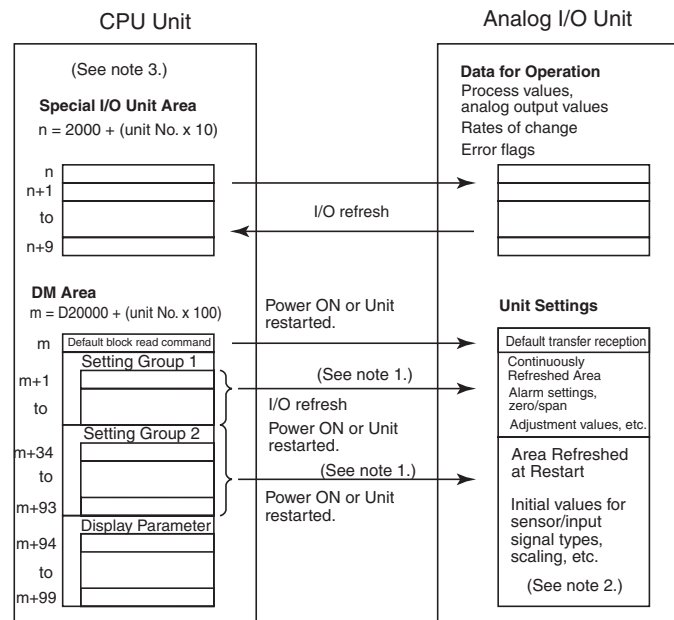 CPU Unit
Analog I/O Unit
(See note 3.)
Special I/O Unit Area
n = 2000 + (unit No. x 10)
Data for Operation
Process values,
analog output values
Rates of change
Error flags
n
n+1
to
n+9
I/O refresh
DM Area
m = D20000 + (unit No. x 100)
Power ON or Unit
restarted.
Unit Settings
m
Default block read command
Default transfer reception
Setting Group 1
m+1
to
(See note 1.)
I/O refresh
Power ON or Unit
restarted.
Continuously
Refreshed Area
Alarm settings,
zero/span
Adjustment values, etc.
Setting Group 2
m+34
to
m+93
(See note 1.)
Power ON or Unit
restarted.
Area Refreshed
at Restart
Initial values for
sensor/input
signal types,
scaling, etc.
(See note 2.)
Display Parameter
m+94
to
m+99